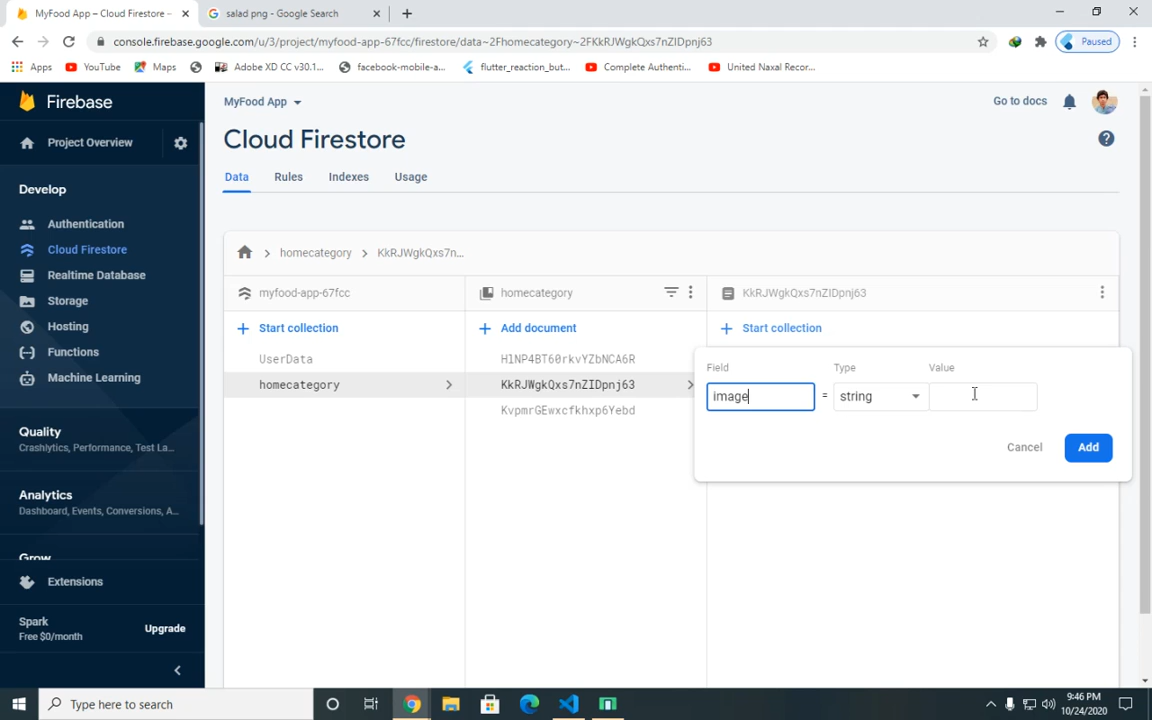 MyFood App – Cloud Firestore –
salad png - Google Search
console.firebase.google.com/u/3/project/myfood-app-67fcc/firestore/data~2Fhomecategory~2FKkRJWgkQxs7nZIDpnj63
Paused
Apps
YouTube
Maps
Adobe XD CC v30.1...
facebook-mobile-a...
flutter_reaction_but...
Complete Authenti...
United Naxal Recor...
Firebase
MyFood App
Go to docs
Cloud Firestore
Project Overview
Data
Rules
Indexes
Usage
Develop
Authentication
Cloud Firestore
Realtime Database
Storage
Hosting
Functions
Machine Learning
homecategory
KkRJWgkQxs7n...
myfood-app-67fcc
homecategory
KkRJWgkQxs7nZIDpnj63
Start collection
Add document
Start collection
UserData
homecategory
HlNP4BT60rkvYZbNCA6R
KkRJWgkQxs7nZIDpnj63
KvpmrGEwxcfkhxp6Yebd
Field
Type
Value
image
=
string
Cancel
Add
Quality
Crashlytics, Performance, Test La...
Analytics
Dashboard, Events, Conversions, A...
Grow
Extensions
Spark
Free $0/month
Upgrade
Type here to search
9:46 PM
10/24/2020